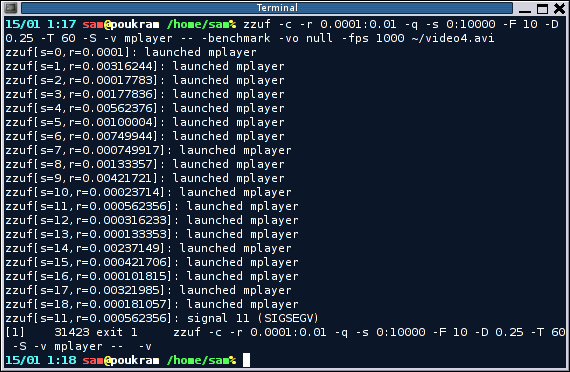 Terminal
15/01 1:17 sam@poukram /home/sam% zzuf -c -r 0.0001:0.01 -q -s 0:10000 -F 10 -D
0.25 -T 60 -S -v mplayer -- -benchmark -vo null -fps 1000 ~/video4.avi
zzuf[s=0,r=0.0001]: launched mplayer
zzuf[s=1,r=0.00316244]: launched mplayer
zzuf[s=2,r=0.00017783]: launched mplayer
zzuf[s=3,r=0.00177836]: launched mplayer
zzuf[s=4,r=0.00562376]: launched mplayer
zzuf[s=5,r=0.00100004]: launched mplayer
zzuf[s=6,r=0.00749944]: launched mplayer
zzuf[s=7,r=0.000749917]: launched mplayer
zzuf[s=8,r=0.00133357]: launched mplayer
zzuf[s=9,r=0.00421721]: launched mplayer
zzuf[s=10,r=0.00023714]: launched mplayer
zzuf[s=11,r=0.000562356]: launched mplayer
zzuf[s=12,r=0.000316233]: launched mplayer
zzuf[s=13,r=0.000133353]: launched mplayer
zzuf[s=14,r=0.00237149]: launched mplayer
zzuf[s=15,r=0.000421706]: launched mplayer
zzuf[s=16,r=0.000101815]: launched mplayer
zzuf[s=17,r=0.00321985]: launched mplayer
zzuf[s=18,r=0.000181057]: launched mplayer
zzuf[s=11,r=0.000562356]: signal 11 (SIGSEGV)
[1]    31423 exit 1     zzuf -c -r 0.0001:0.01 -q -s 0:10000 -F 10 -D 0.25 -T 60
-S -v mplayer --  -v
15/01 1:18 sam@poukram /home/sam%